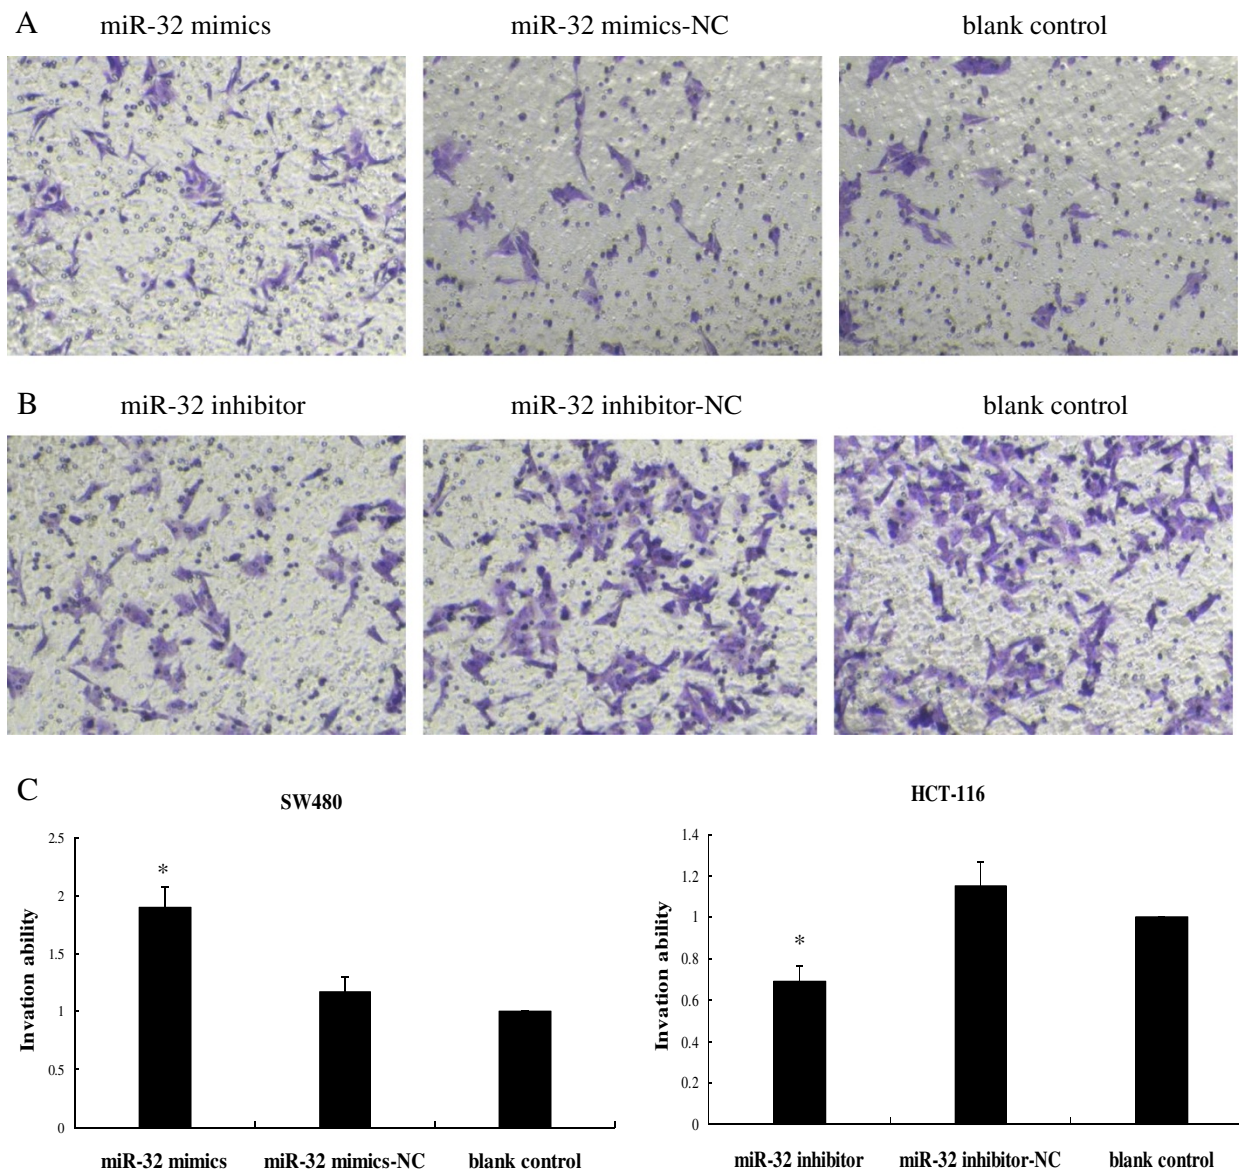 A
miR-32 mimics
miR-32 mimics-NC
blank control
B
miR-32 inhibitor
miR-32 inhibitor-NC
blank control
C
SW480
Invation ability
2.5
2
1.5
1
0.5
0
*
miR-32 mimics
miR-32 mimics-NC
blank control
HCT-116
Invation ability
1.4
1.2
1
0.8
0.6
0.4
0.2
0
*
miR-32 inhibitor
miR-32 inhibitor-NC
blank control